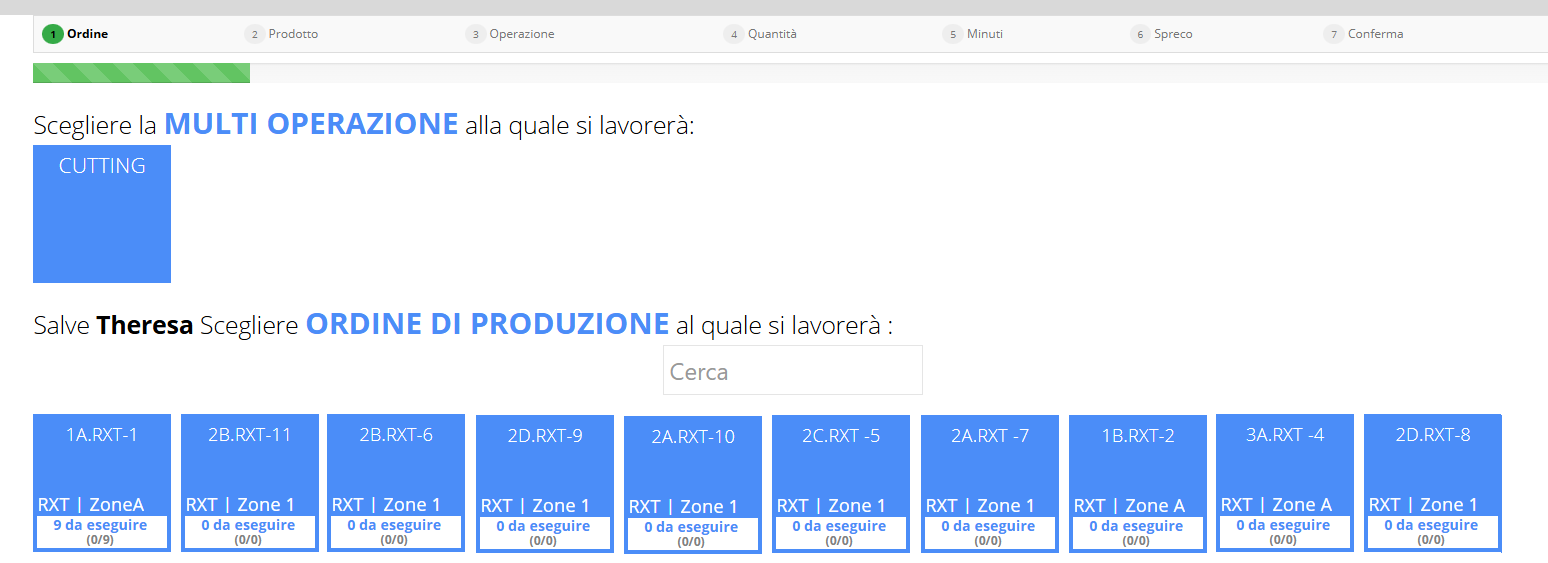 1 Ordine 2 Prodotto 3 Operazione 4 Quantità 5 Minuti 6 Spreco 7 Conferma
Scegliere la MULTI OPERAZIONE alla quale si lavorerà:
CUTTING
Salve Theresa Scegliere ORDINE DI PRODUZIONE al quale si lavorerà :
Cerca
1A.RXT-1 2B.RXT-11 2B.RXT-6 2D.RXT-9 2A.RXT-10 2C.RXT -5 2A.RXT -7 1B.RXT-2 3A.RXT -4 2D.RXT-8
RXT | ZoneA RXT | Zone 1 RXT | Zone 1 RXT | Zone 1 RXT | Zone 1 RXT | Zone 1 RXT | Zone 1 RXT | Zone A RXT | Zone A RXT | Zone 1
9 da eseguire 0 da eseguire 0 da eseguire 0 da eseguire 0 da eseguire 0 da eseguire 0 da eseguire 0 da eseguire 0 da eseguire 0 da eseguire
(0/9) (0/0) (0/0) (0/0) (0/0) (0/0) (0/0) (0/0) (0/0) (0/0)